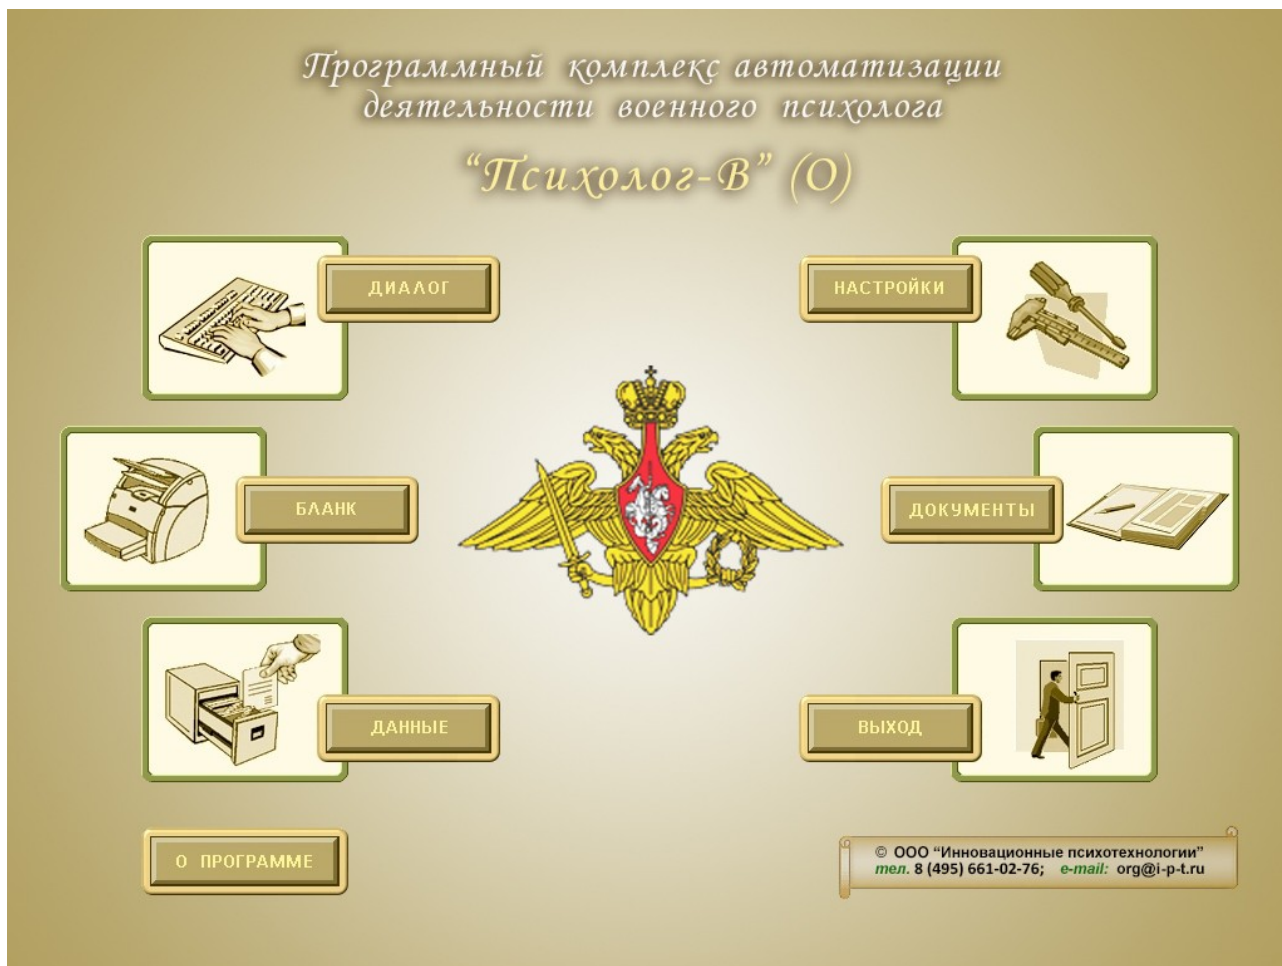 Программный комплекс автоматизации
деятельности военного психолога
“Психолог-В” (О)
ДИАЛОГ
НАСТРОЙКИ
БЛАНК
ДОКУМЕНТЫ
ДАННЫЕ
ВЫХОД
О ПРОГРАММЕ
© ООО “Инновационные психотехнологии”
тел. 8 (495) 661-02-76; e-mail: org@i-p-t.ru